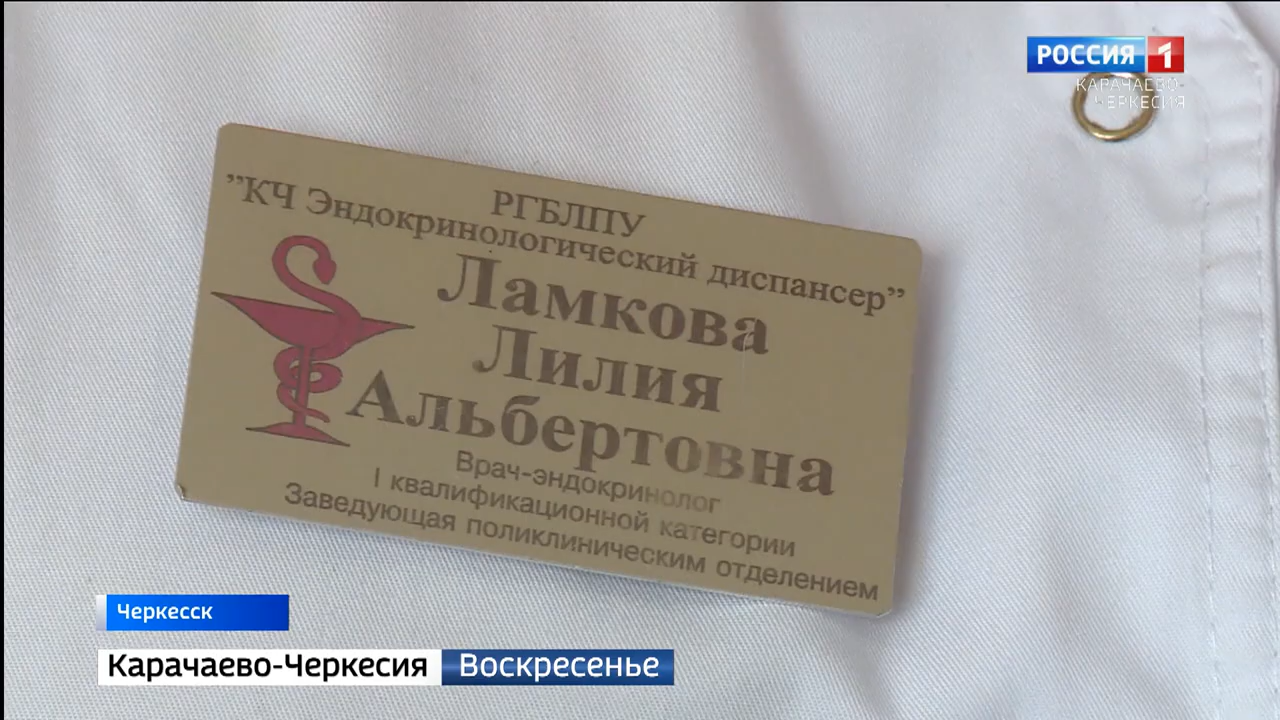 РОССИЯ 1
КАРАЧАЕВО-
ЧЕРКЕСИЯ
РГБЛПУ
”КЧ Эндокринологический диспансер”
Ламкова
Лилия
Альбертовна
Врач-эндокринолог
I квалификационной категории
Заведующая поликлиническим отделением
Черкесск
Карачаево-Черкесия Воскресенье